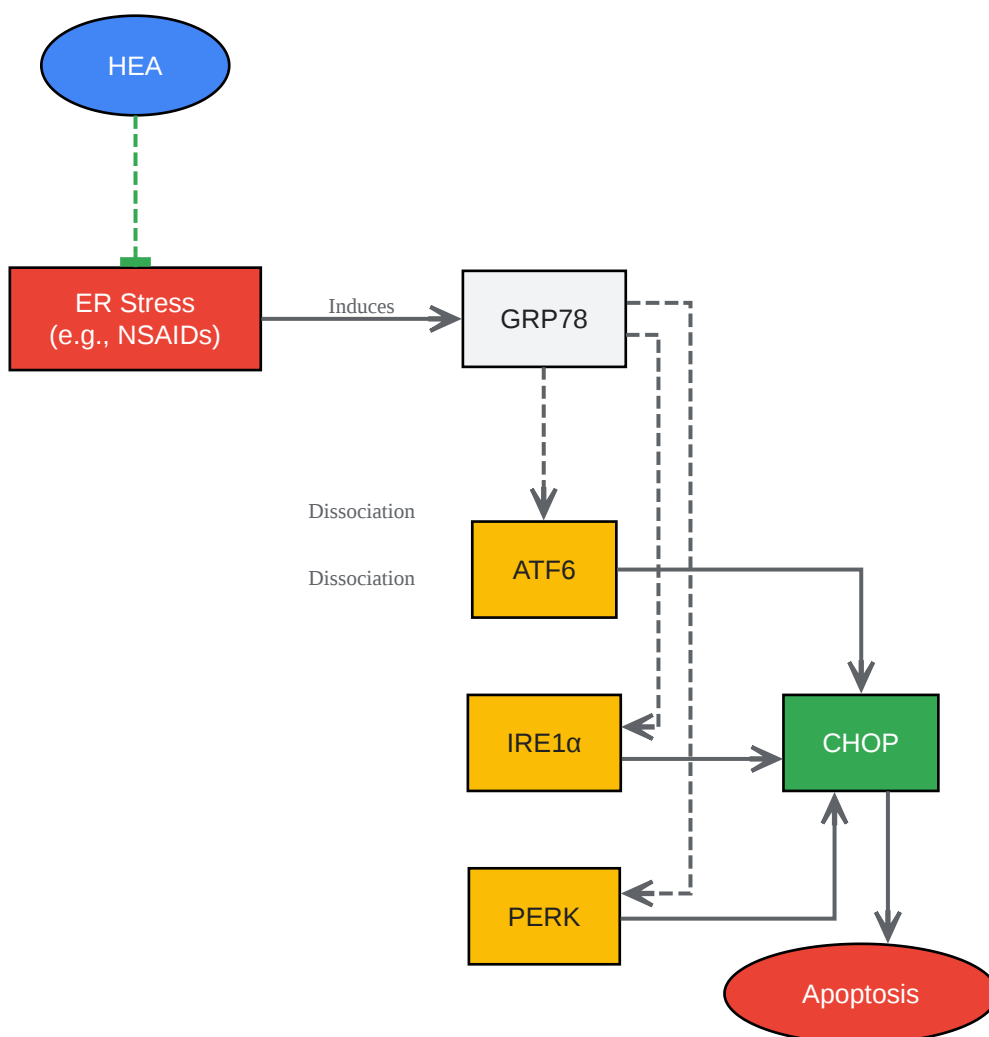 HEA
ER Stress
(e.g., NSAIDs)
Induces
GRP78
Dissociation
ATF6
Dissociation
IRE1α
CHOP
PERK
Apoptosis